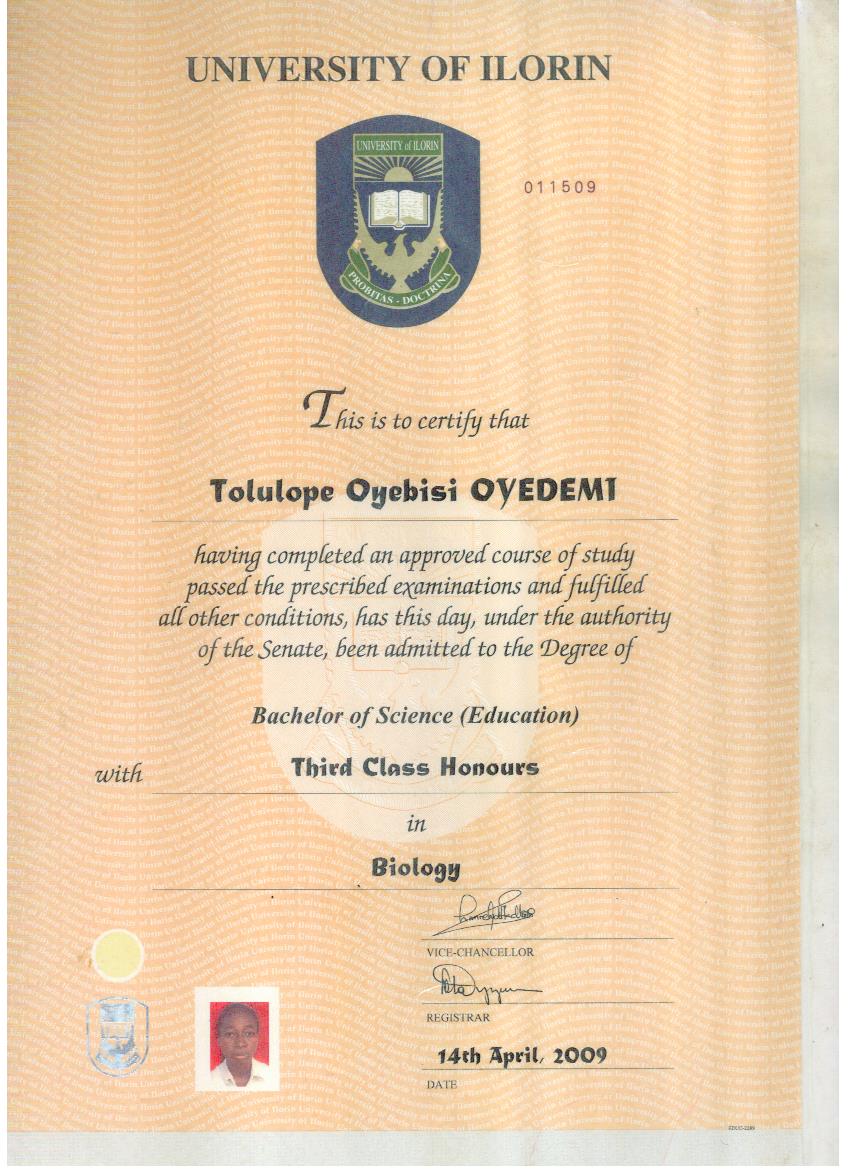 UNIVERSITY OF ILORIN
UNIVERSITY of ILORIN
011509
PROBITAS - DOCTRINA
This is to certify that
Tolulope Oyebisi OYEDEMI
having completed an approved course of study
passed the prescribed examinations and fulfilled
all other conditions, has this day, under the authority
of the Senate, been admitted to the Degree of
Bachelor of Science (Education)
with Third Class Honours
in
Biology
VICE-CHANCELLOR
REGISTRAR
14th April, 2009
DATE